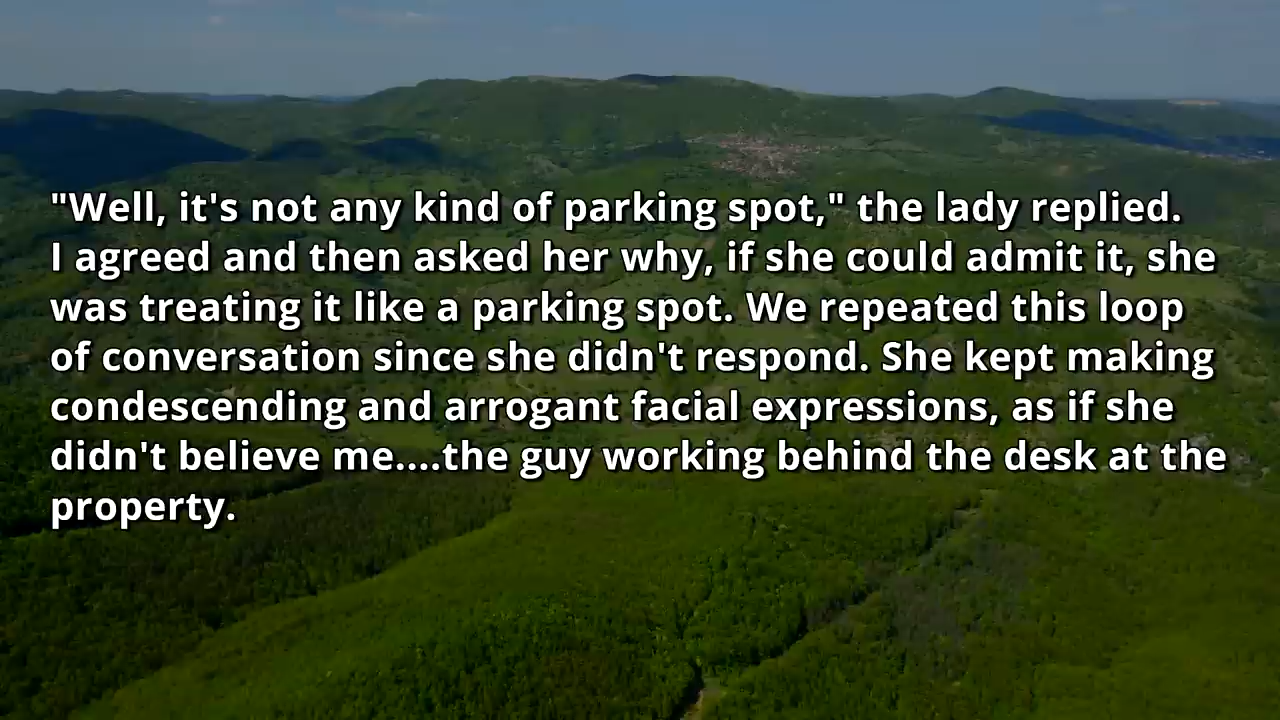 "Well, it's not any kind of parking spot," the lady replied.
I agreed and then asked her why, if she could admit it, she
was treating it like a parking spot. We repeated this loop
of conversation since she didn't respond. She kept making
condescending and arrogant facial expressions, as if she
didn't believe me....the guy working behind the desk at the
property.